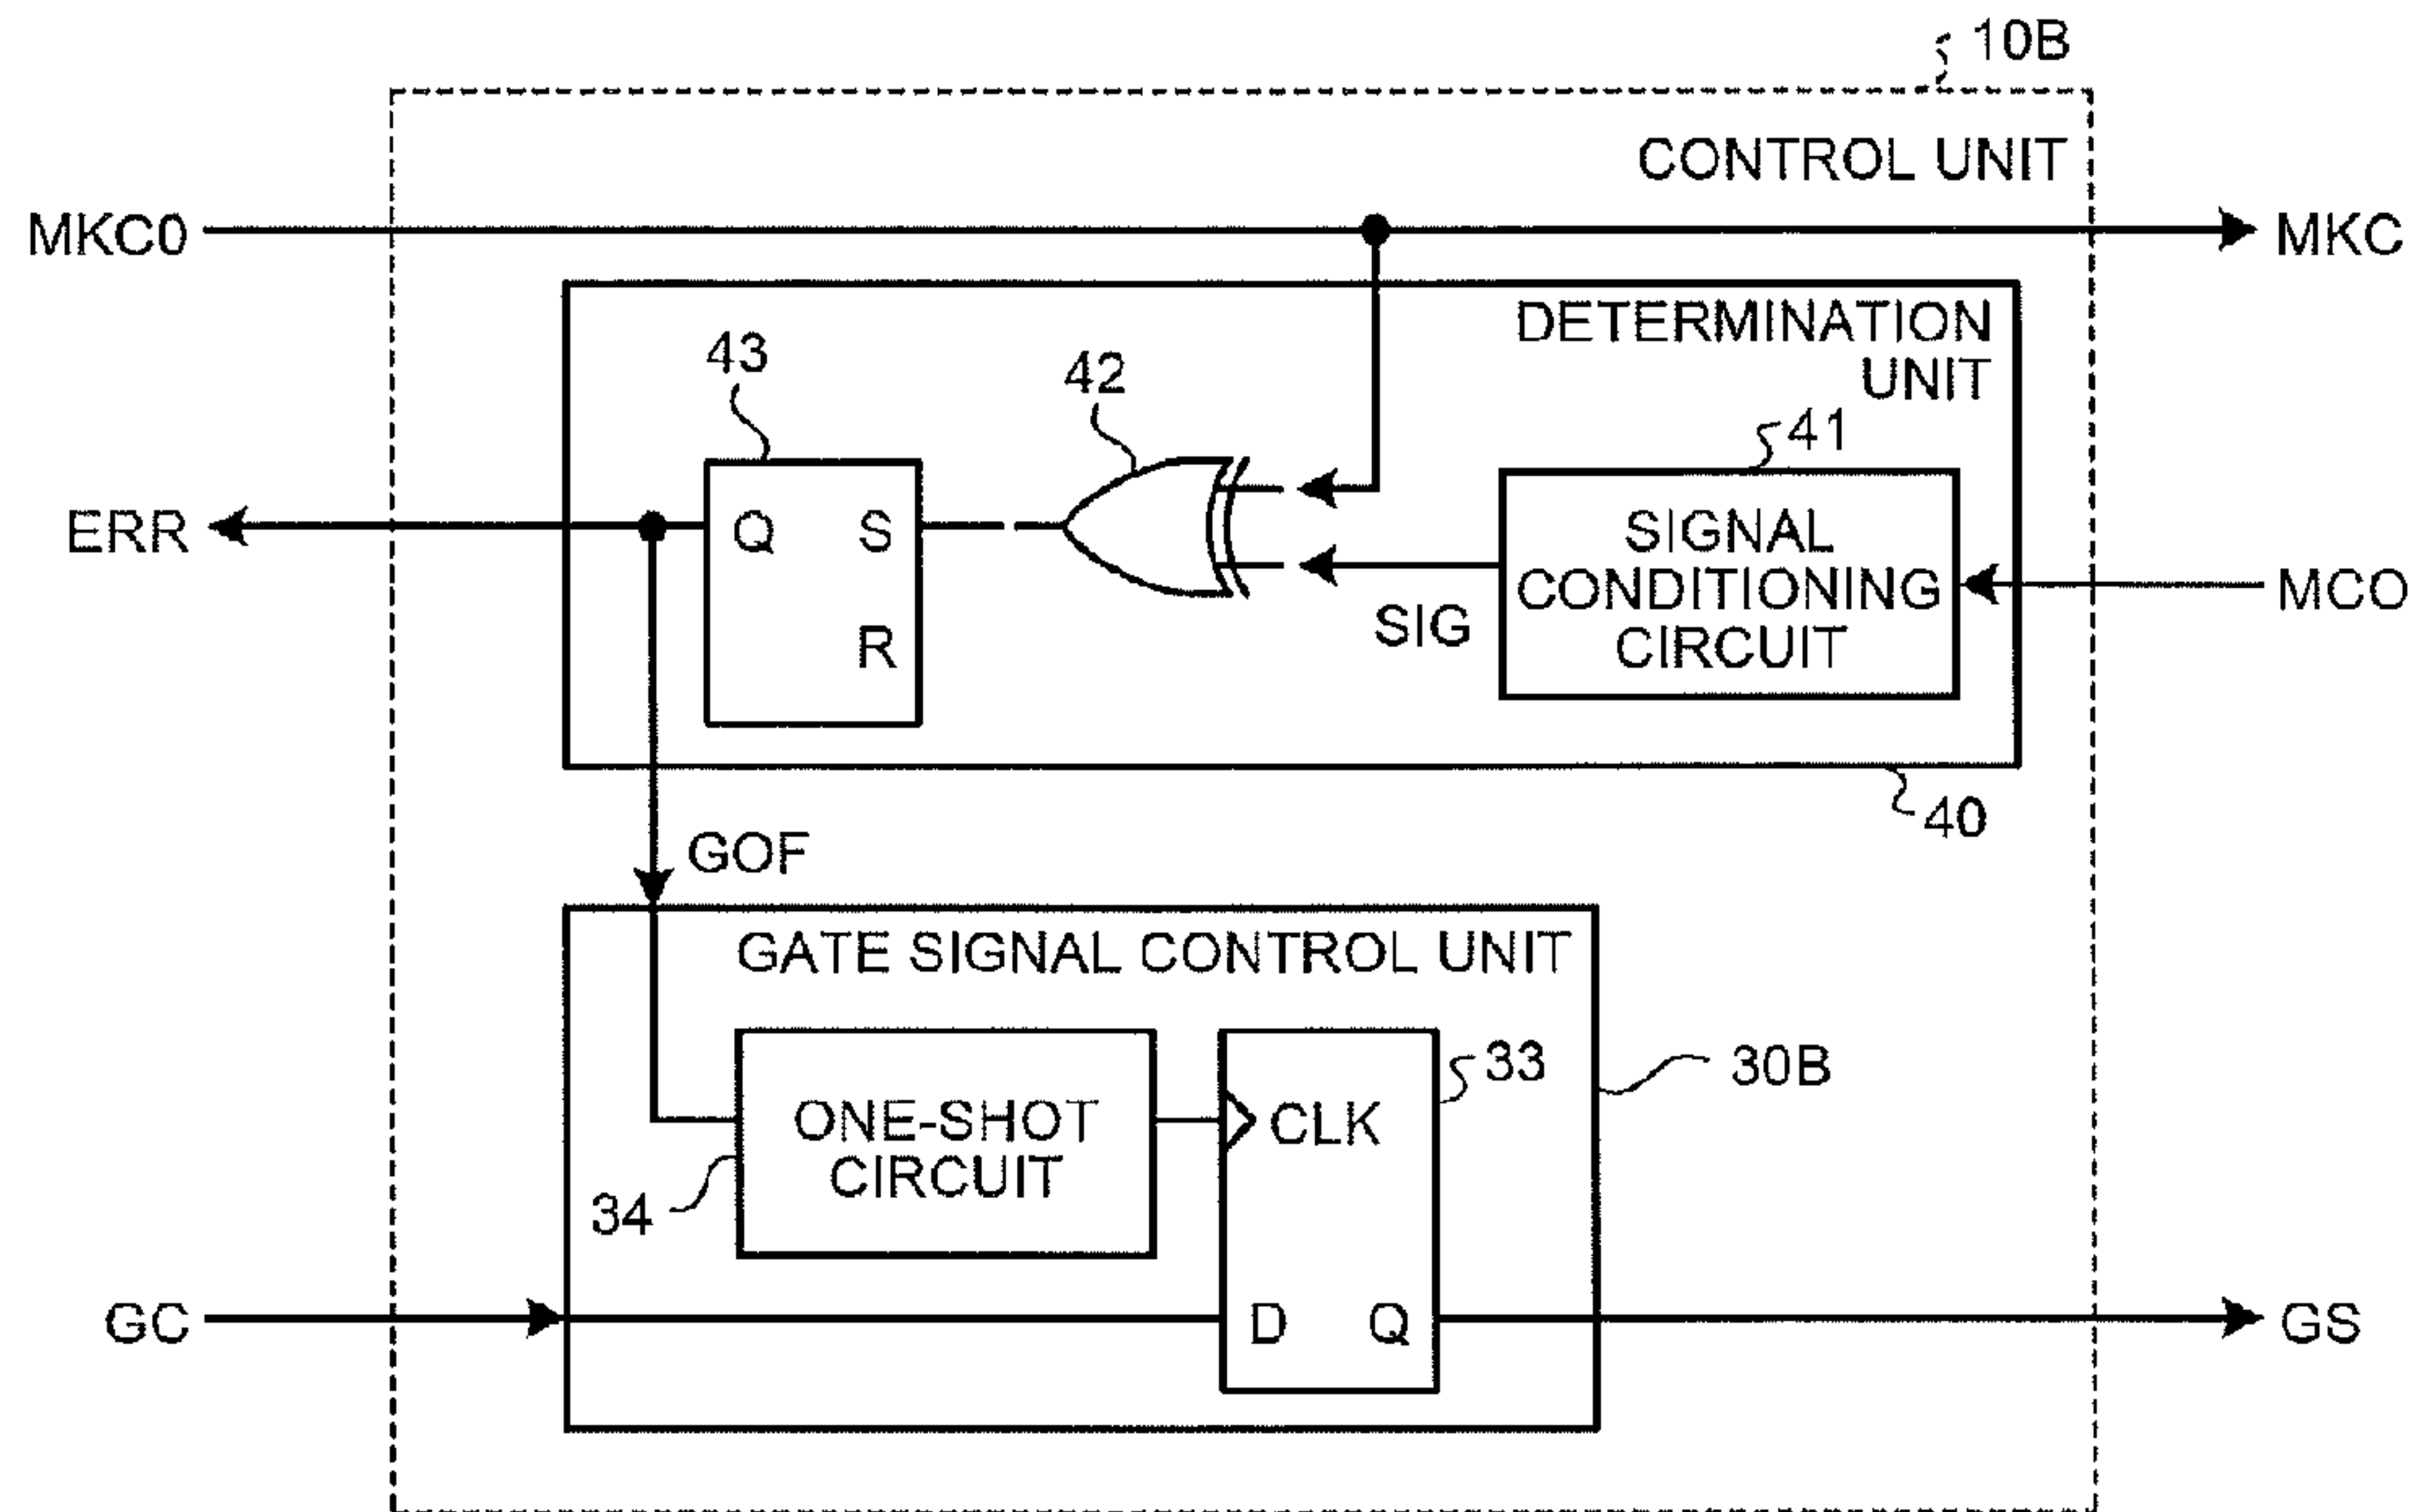 10B
CONTROL UNIT
MKC0
MKC
DETERMINATION
UNIT
43
42
41
ERR
Q
S
R
SIGNAL
CONDITIONING
CIRCUIT
SIG
MCO
40
GOF
GATE SIGNAL CONTROL UNIT
33
30B
ONE-SHOT
CIRCUIT
CLK
34
GC
D
Q
GS